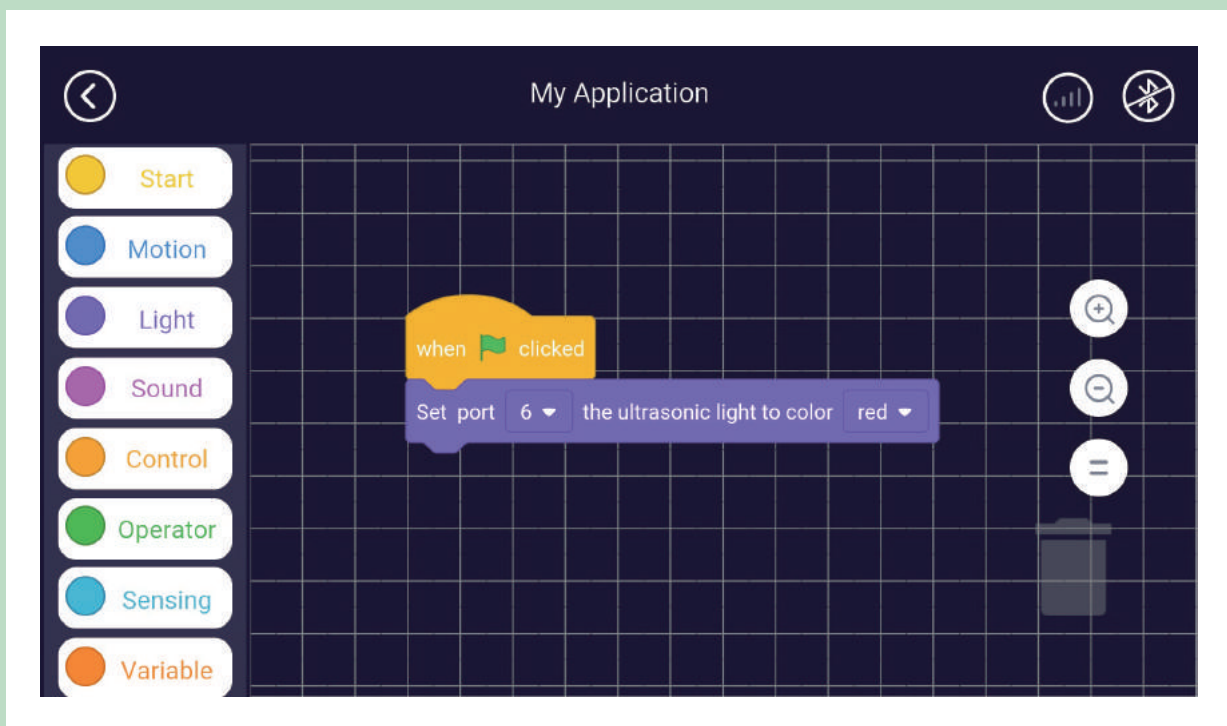 My Application
Start
Motion
Light
Sound
Control
Operator
Sensing
Variable
when clicked
Set port 6 the ultrasonic light to color red